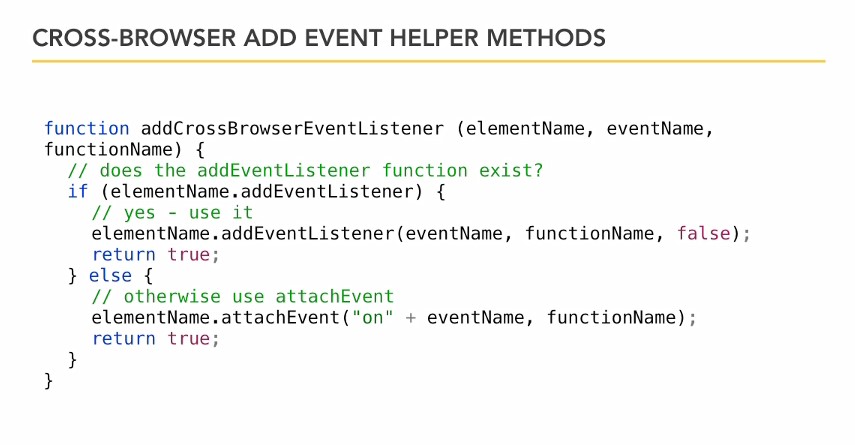 CROSS-BROWSER ADD EVENT HELPER METHODS
function addCrossBrowserEventListener (elementName, eventName,
functionName) {
// does the addEventListener function exist?
if (elementName.addEventListener) {
// yes - use it
elementName.addEventListener(eventName, functionName, false);
return true;
} else {
// otherwise use attachEvent
elementName.attachEvent("on" + eventName, functionName);
return true;
}
}